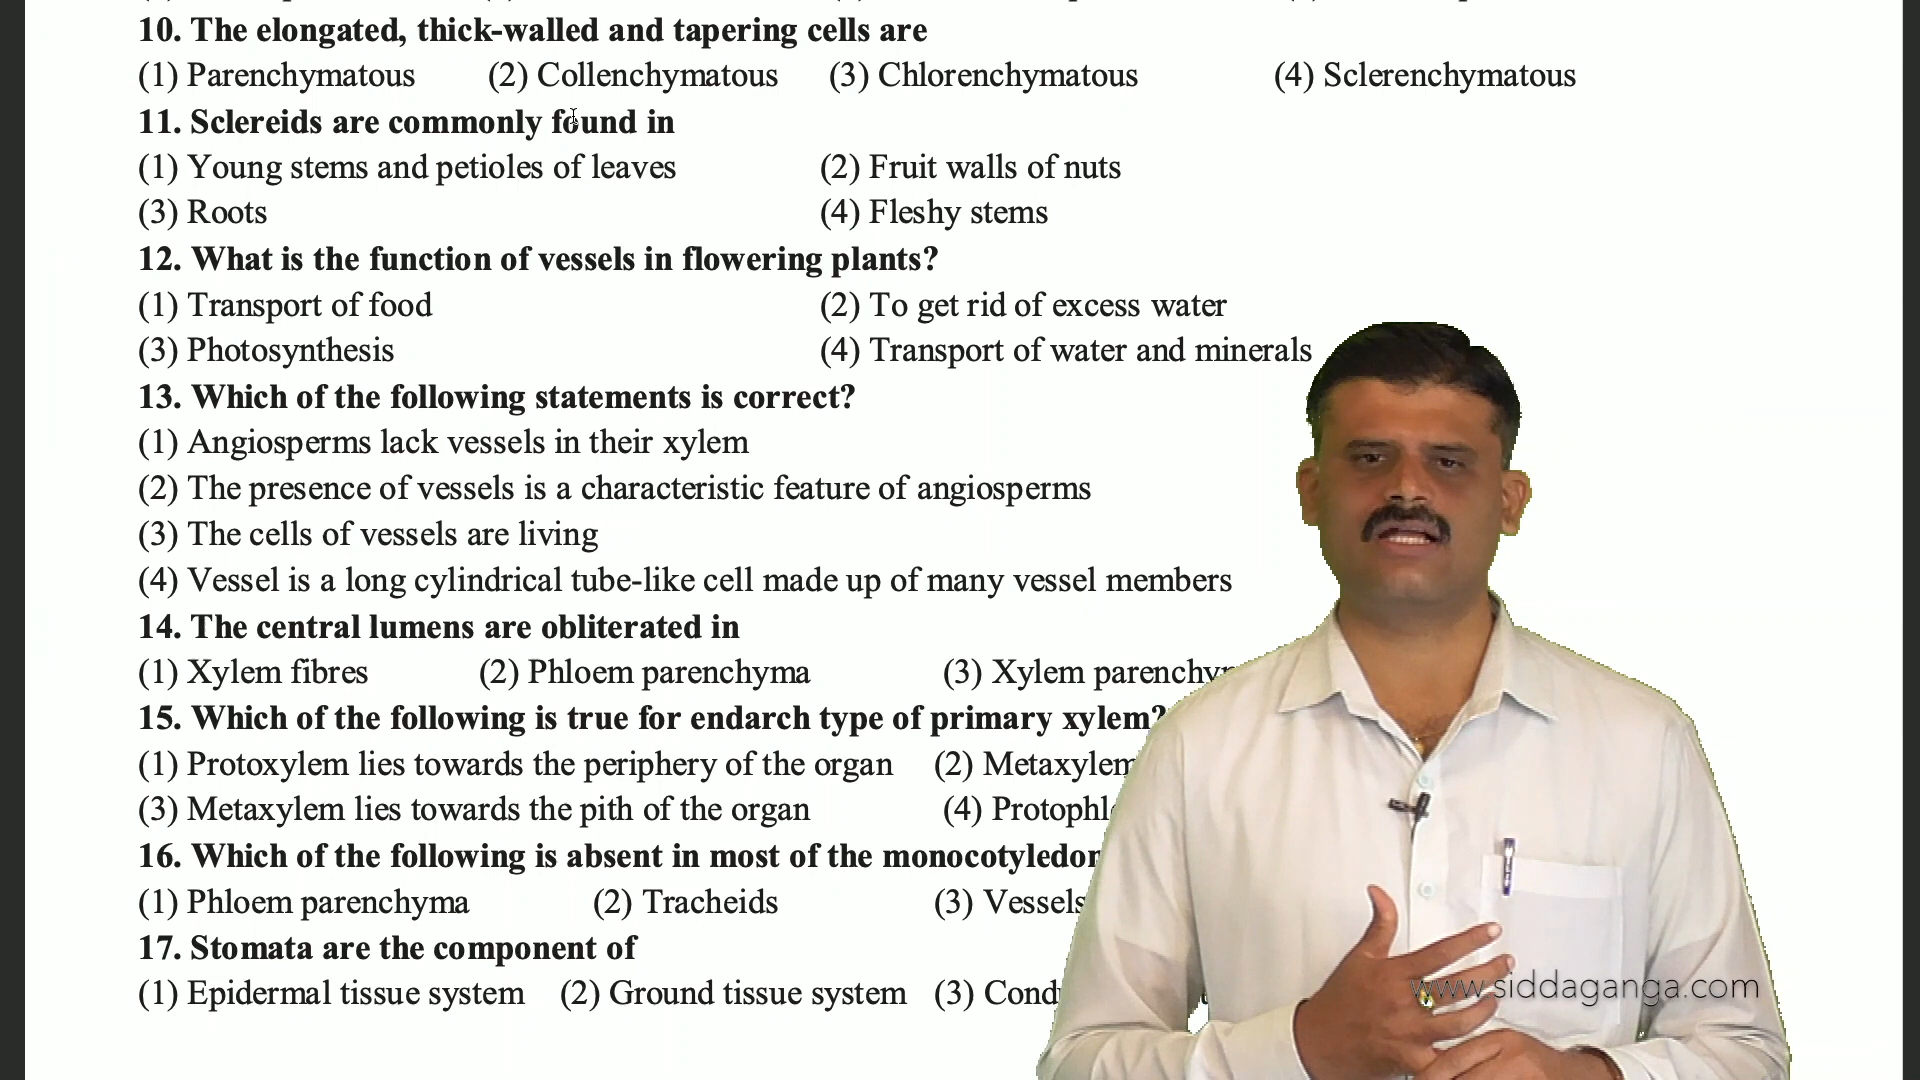 10. The elongated, thick-walled and tapering cells are
(1) Parenchymatous (2) Collenchymatous (3) Chlorenchymatous (4) Sclerenchymatous
11. Sclereids are commonly found in
(1) Young stems and petioles of leaves (2) Fruit walls of nuts
(3) Roots (4) Fleshy stems
12. What is the function of vessels in flowering plants?
(1) Transport of food (2) To get rid of excess water
(3) Photosynthesis (4) Transport of water and minerals
13. Which of the following statements is correct?
(1) Angiosperms lack vessels in their xylem
(2) The presence of vessels is a characteristic feature of angiosperms
(3) The cells of vessels are living
(4) Vessel is a long cylindrical tube-like cell made up of many vessel members
14. The central lumens are obliterated in
(1) Xylem fibres (2) Phloem parenchyma (3) Xylem
15. Which of the following is true for endarch type of primary xylem?
(1) Protoxylem lies towards the periphery of the organ (2) Metaxylem
(3) Metaxylem lies towards the pith of the organ (4)
16. Which of the following is absent in most of the
(1) Phloem parenchyma (2) Tracheids (3) Vessels
17. Stomata are the component of
(1) Epidermal tissue system (2) Ground tissue system (3)
www.siddaganga.com